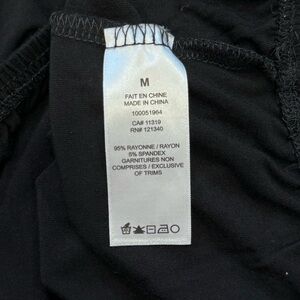 M
FAIT EN CHINE
MADE IN CHINA
100051964
CA# 11319
RN# 121340
95% RAYONNE / RAYON
5% SPANDEX
GARNITURES NON
COMPRISES / EXCLUSIVE
OF TRIMS